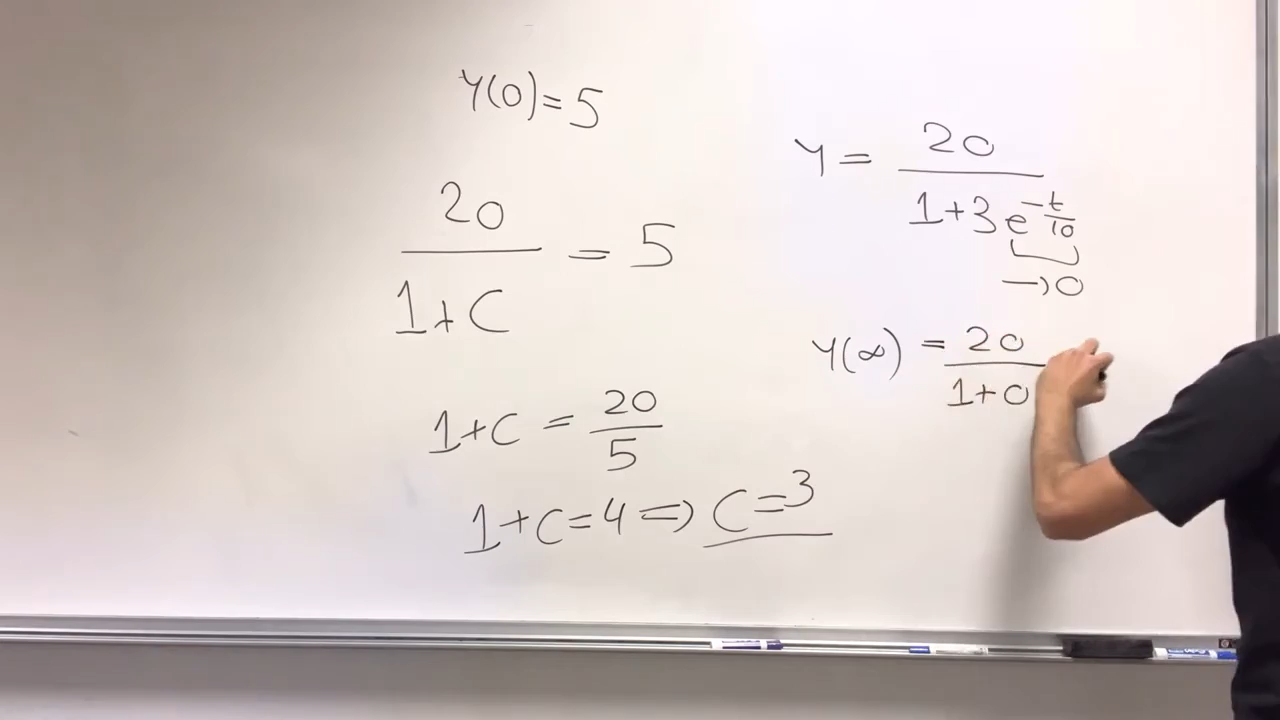 y(0)=5
20
1+C
= 5
1+C = 20
5
1+C=4 => C=3
y = 20
1+3e^-t/10
→0
y(∞) = 20
1+0